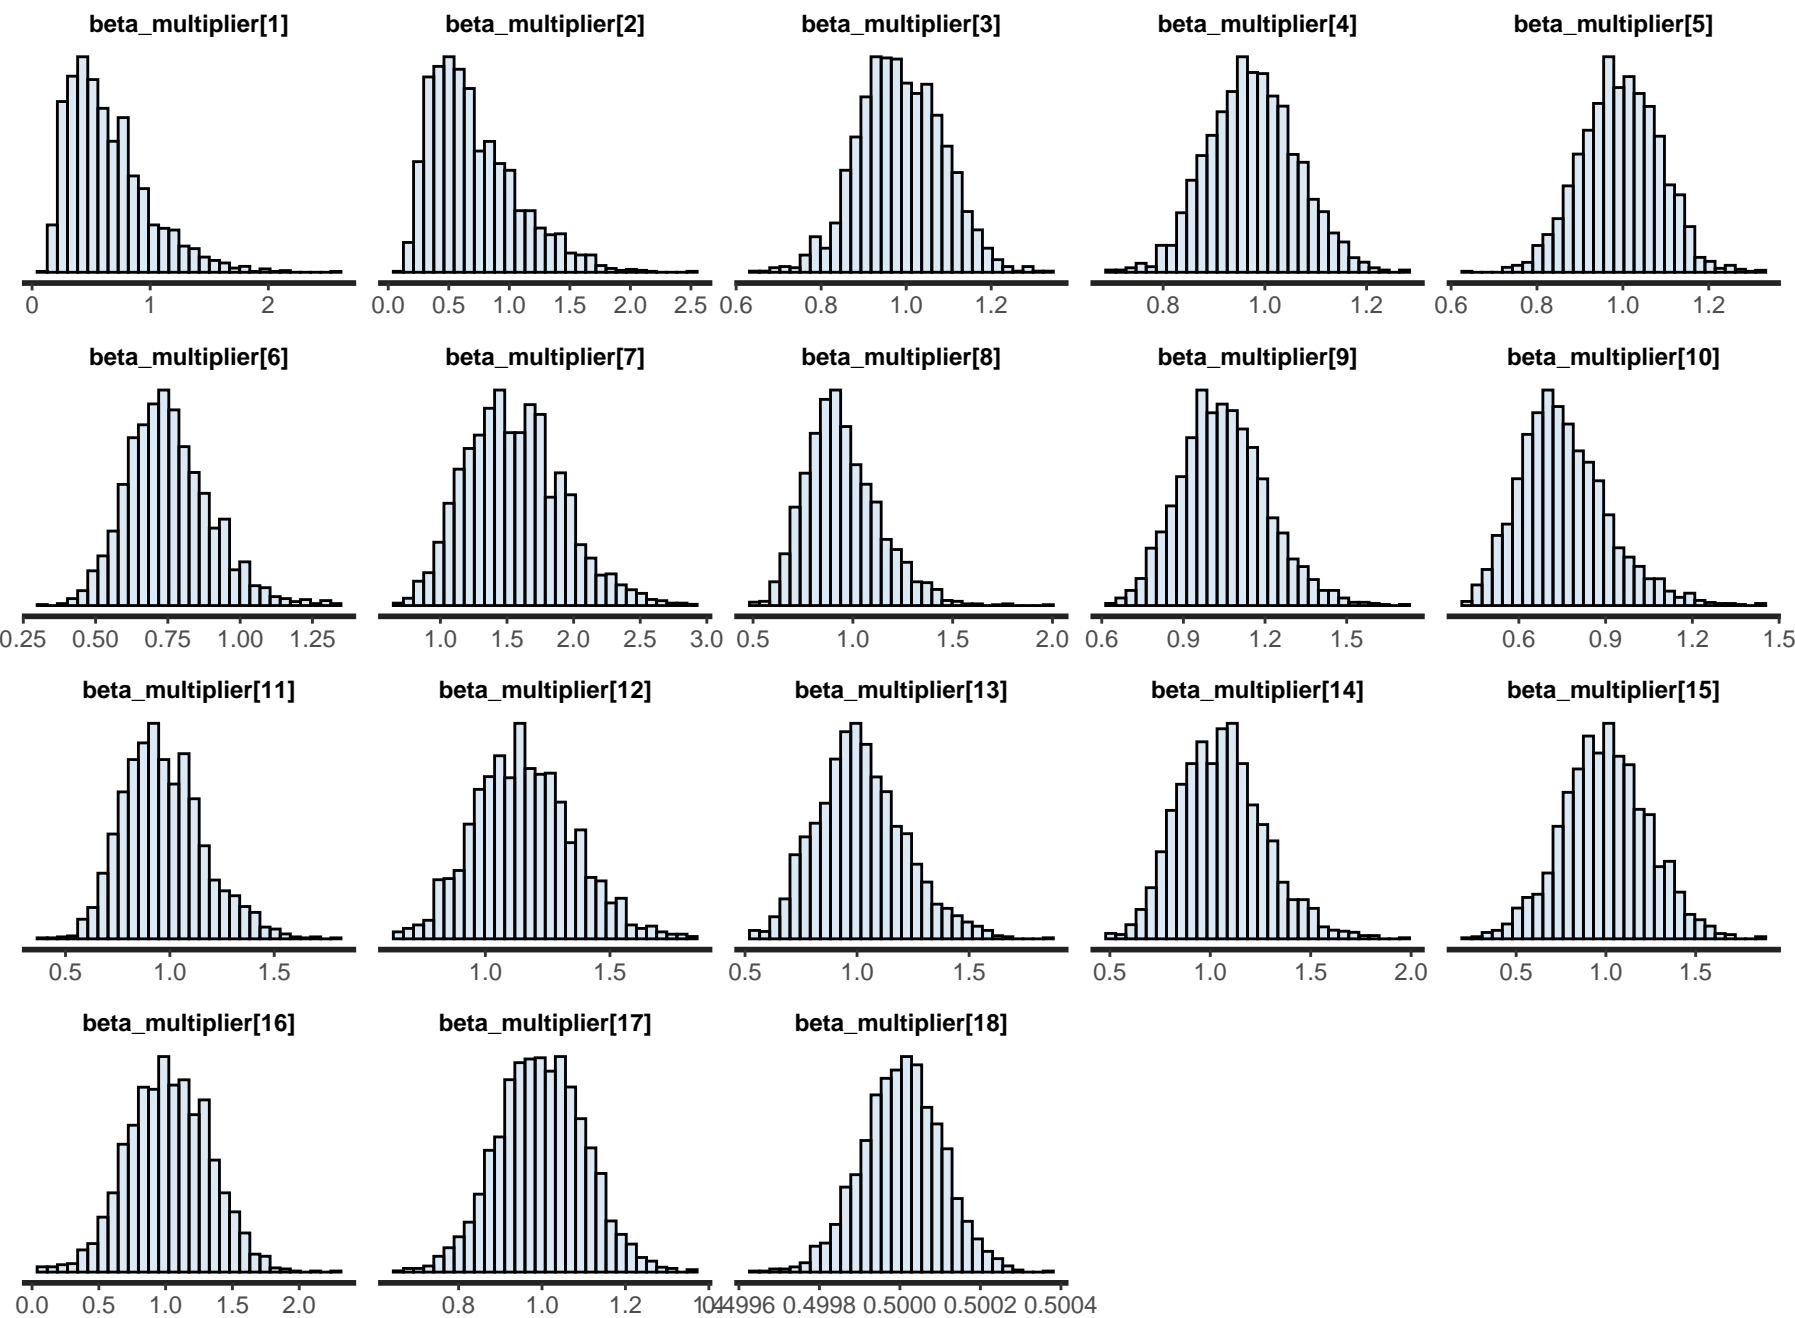 beta_multiplier[1] beta_multiplier[2] beta_multiplier[3] beta_multiplier[4] beta_multiplier[5]
0 1 2 0.0 0.5 1.0 1.5 2.0 2.5 0.6 0.8 1.0 1.2 0.8 1.0 1.2 0.6 0.8 1.0 1.2
beta_multiplier[6] beta_multiplier[7] beta_multiplier[8] beta_multiplier[9] beta_multiplier[10]
0.25 0.50 0.75 1.00 1.25 1.0 1.5 2.0 2.5 3.0 0.5 1.0 1.5 2.0 0.6 0.9 1.2 1.5 0.6 0.9 1.2 1.5
beta_multiplier[11] beta_multiplier[12] beta_multiplier[13] beta_multiplier[14] beta_multiplier[15]
0.5 1.0 1.5 1.0 1.5 0.5 1.0 1.5 0.5 1.0 1.5 2.0 0.5 1.0 1.5
beta_multiplier[16] beta_multiplier[17] beta_multiplier[18]
0.0 0.5 1.0 1.5 2.0 0.8 1.0 1.2 1.4 0.4996 0.4998 0.5000 0.5002 0.5004